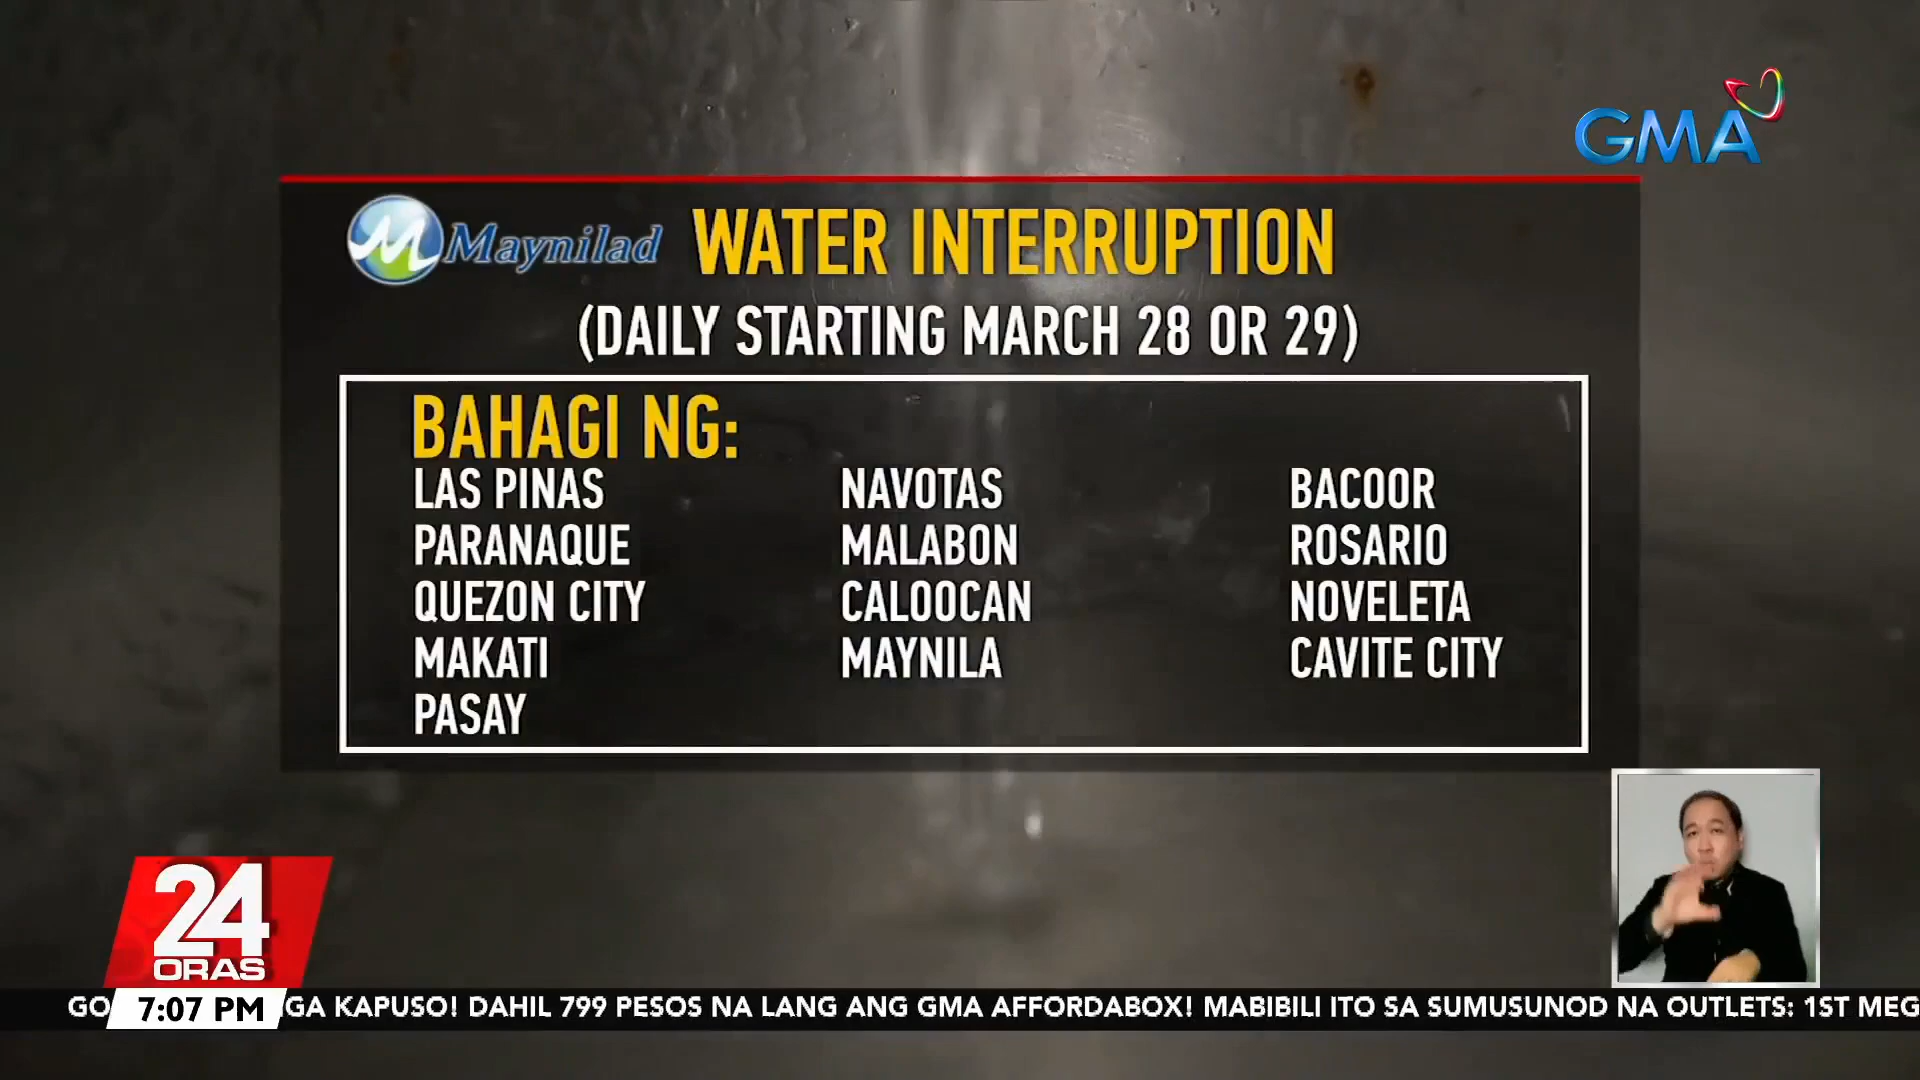 GMA
Maynilad WATER INTERRUPTION
(DAILY STARTING MARCH 28 OR 29)
BAHAGI NG:
LAS PINAS
PARANAQUE
QUEZON CITY
MAKATI
PASAY
NAVOTAS
MALABON
CALOOCAN
MAYNILA
BACOOR
ROSARIO
NOVELETA
CAVITE CITY
24
ORAS
7:07 PM
GO GA KAPUSO! DAHIL 799 PESOS NA LANG ANG GMA AFFORDABOX! MABIBILI ITO SA SUMUSUNOD NA OUTLETS: 1ST MEG